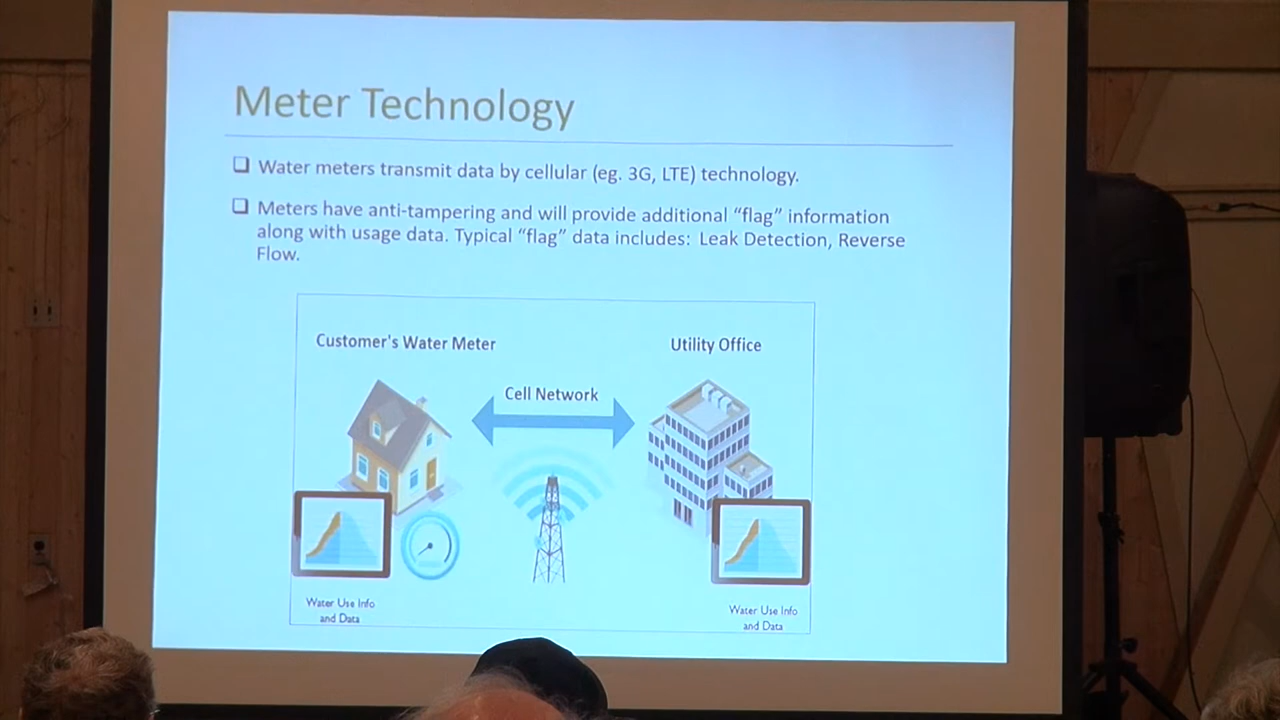 Meter Technology
Water meters transmit data by cellular (eg. 3G, LTE) technology.
Meters have anti-tampering and will provide additional “flag” information
along with usage data. Typical “flag” data includes: Leak Detection, Reverse
Flow.
Customer's Water Meter
Utility Office
Cell Network
Water Use Info
and Data
Water Use Info
and Data